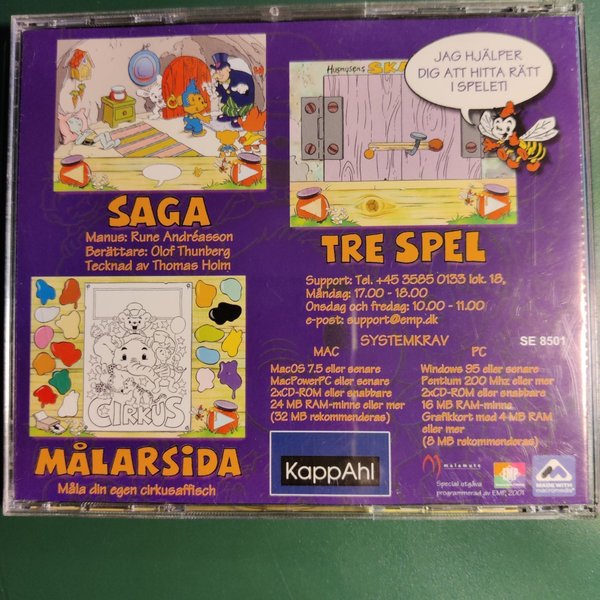 Husmusens SK
JAG HJÄLPER
DIG ATT HITTA RÄTT
I SPELET!
SAGA
Manus: Rune Andréasson
Berättare: Olof Thunberg
Tecknad av Thomas Holm
TRE SPEL
Support: Tel. +45 3585 0133 lok. 18,
Måndag: 17.00 - 18.00
Onsdag och fredag: 10.00 - 11.00
e-post: support@emp.dk
SYSTEMKRAV
SE 8501
MAC
MacOS 7.5 eller senare
MacPowerPC eller senare
2xCD-ROM eller snabbare
24 MB RAM-minne eller mer
(32 MB rekommenderas)
PC
Windows 95 eller senare
Pentium 200 Mhz eller mer
2xCD-ROM eller snabbare
16 MB RAM-minne
Grafikkort med 4 MB RAM
eller mer
(8 MB rekommenderas)
CIRKUS
MÅLARSIDA
Måla din egen cirkusaffisch
KappAhl
malamute
EMP
MADE WITH
macromedia
Special utgåva
programmerad av EMP, 2001